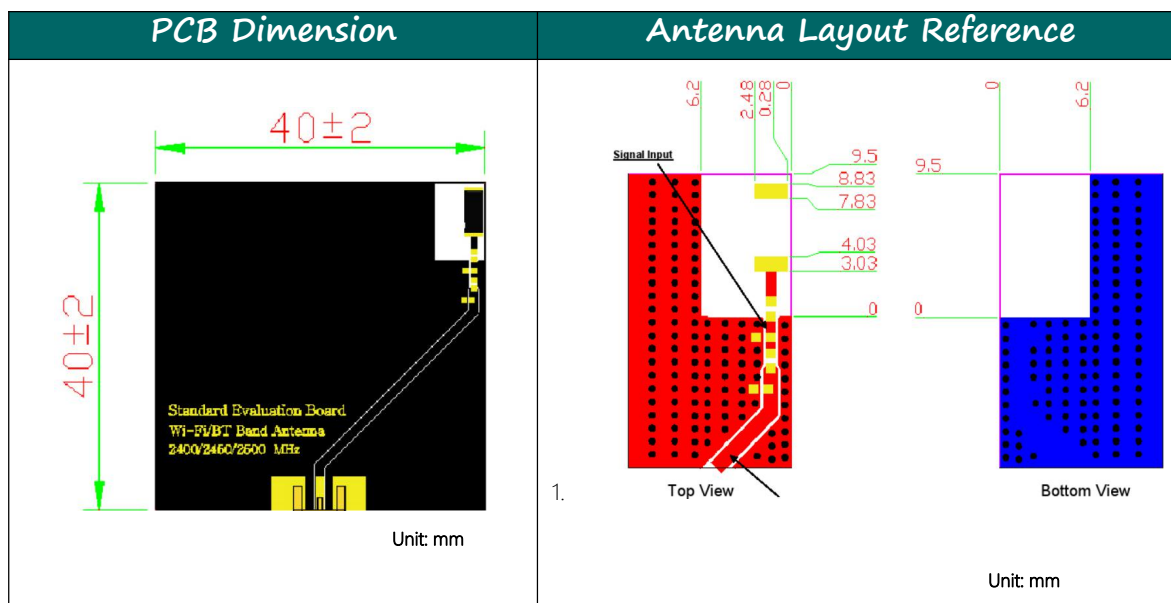 PCB Dimension
Antenna Layout Reference
40±2
40±2
Standard Evaluation Board
Wi-Fi/BT Band Antenna
2400/2450/2500 MHz
Unit: mm
6.2
2.48
0.28
0
Signal Input
9.5
8.83
7.83
4.03
3.03
0
1.
Top View
0
6.2
9.5
0
Bottom View
Unit: mm